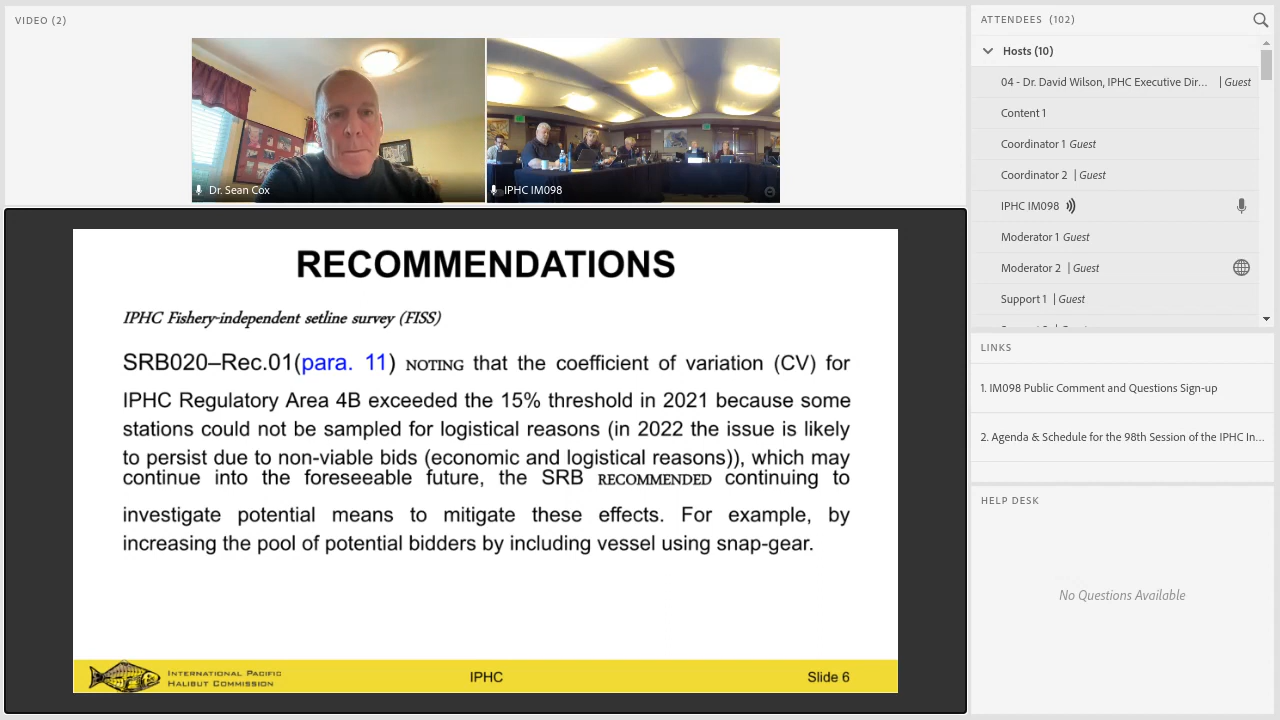 VIDEO (2)
Dr. Sean Cox
IPHC IM098
RECOMMENDATIONS
IPHC Fishery-independent setline survey (FISS)
SRB020–Rec.01(para. 11) NOTING that the coefficient of variation (CV) for
IPHC Regulatory Area 4B exceeded the 15% threshold in 2021 because some
stations could not be sampled for logistical reasons (in 2022 the issue is likely
to persist due to non-viable bids (economic and logistical reasons)), which may
continue into the foreseeable future, the SRB RECOMMENDED continuing to
investigate potential means to mitigate these effects. For example, by
increasing the pool of potential bidders by including vessel using snap-gear.
INTERNATIONAL PACIFIC
HALIBUT COMMISSION
IPHC
Slide 6
ATTENDEES (102)
Hosts (10)
04 - Dr. David Wilson, IPHC Executive Dir... | Guest
Content 1
Coordinator 1 Guest
Coordinator 2 | Guest
IPHC IM098
Moderator 1 Guest
Moderator 2 | Guest
Support 1 | Guest
LINKS
1. IM098 Public Comment and Questions Sign-up
2. Agenda & Schedule for the 98th Session of the IPHC In...
HELP DESK
No Questions Available